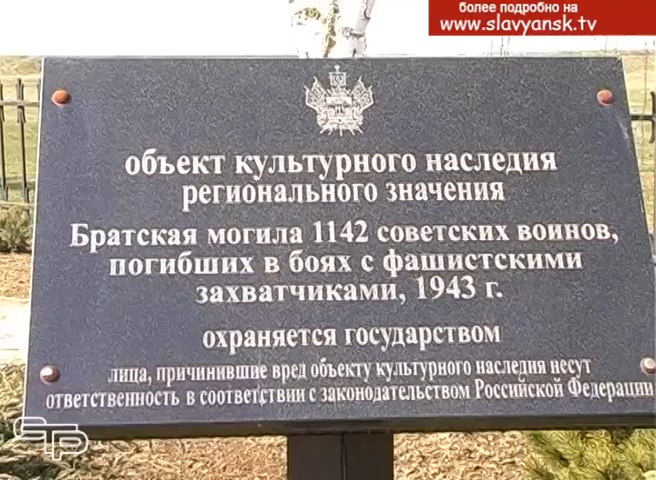 более подробно на
www.slavyansk.tv
объект культурного наследия
регионального значения
Братская могила 1142 советских воинов,
погибших в боях с фашистскими
захватчиками, 1943 г.
охраняется государством
лица, причинившие вред объекту культурного наследия несут
ответственность в соответствии с законодательством Российской Федерации